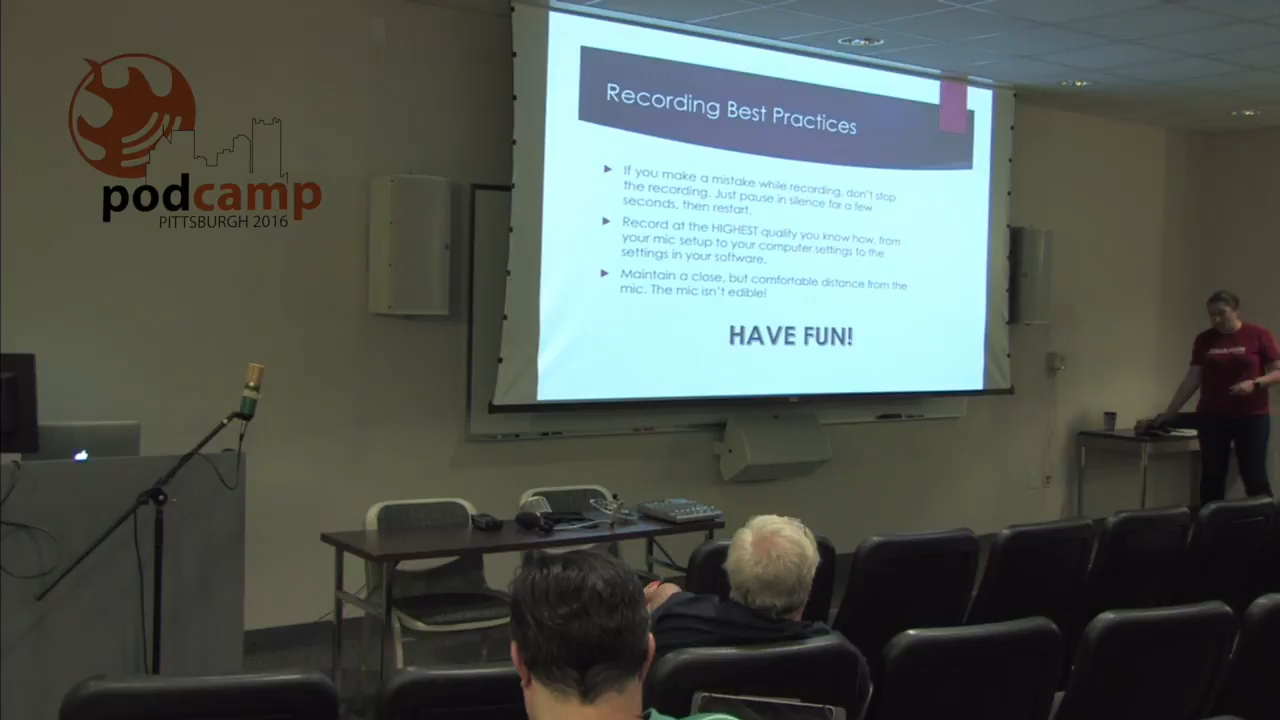 podcamp
PITTSBURGH 2016
Recording Best Practices
If you make a mistake while recording, don't stop
the recording. Just pause in silence for a few
seconds, then restart.
Record at the HIGHEST quality you know how, from
your mic setup to your computer settings to the
settings in your software.
Maintain a close, but comfortable distance from the
mic. The mic isn't edible!
HAVE FUN!